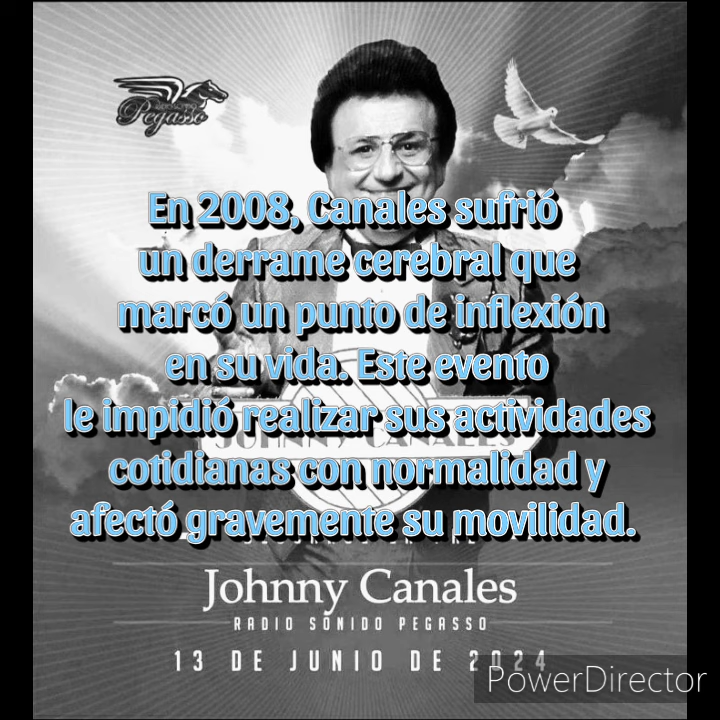 Pegasso
En 2008, Canales sufrió
un derrame cerebral que
marcó un punto de inflexión
en su vida. Este evento
le impidió realizar sus actividades
JOHNNY CANALES
cotidianas con normalidad y
afectó gravemente su movilidad.
Johnny Canales
RADIO SONIDO PEGASSO
13 DE JUNIO DE 2024
PowerDirector